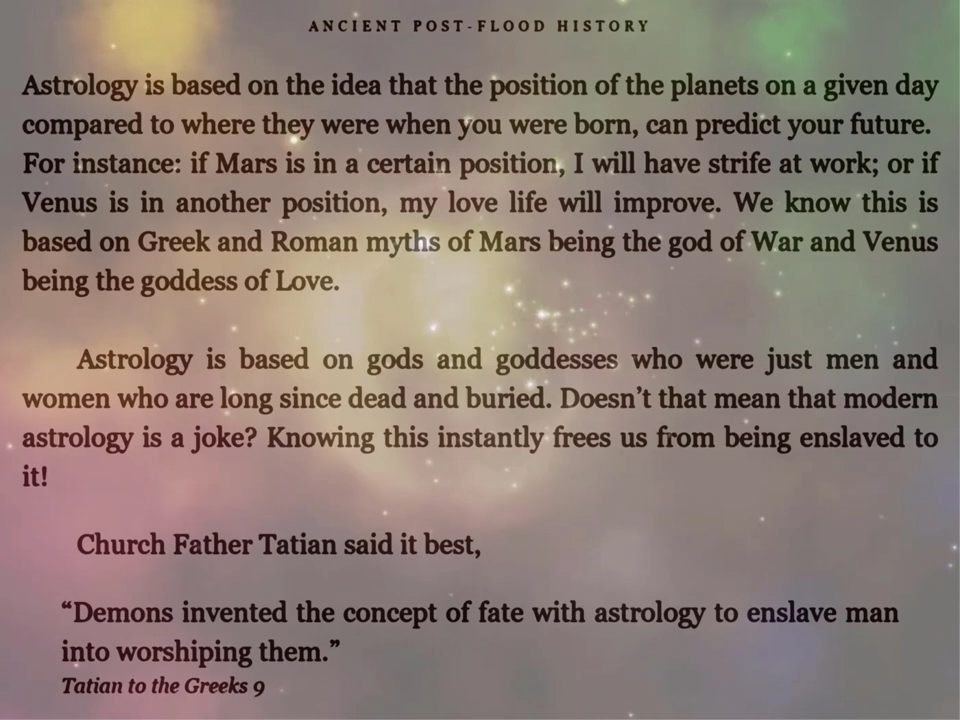 ANCIENT POST-FLOOD HISTORY
Astrology is based on the idea that the position of the planets on a given day
compared to where they were when you were born, can predict your future.
For instance: if Mars is in a certain position, I will have strife at work; or if
Venus is in another position, my love life will improve. We know this is
based on Greek and Roman myths of Mars being the god of War and Venus
being the goddess of Love.
Astrology is based on gods and goddesses who were just men and
women who are long since dead and buried. Doesn’t that mean that modern
astrology is a joke? Knowing this instantly frees us from being enslaved to
it!
Church Father Tatian said it best,
“Demons invented the concept of fate with astrology to enslave man
into worshiping them.”
Tatian to the Greeks 9